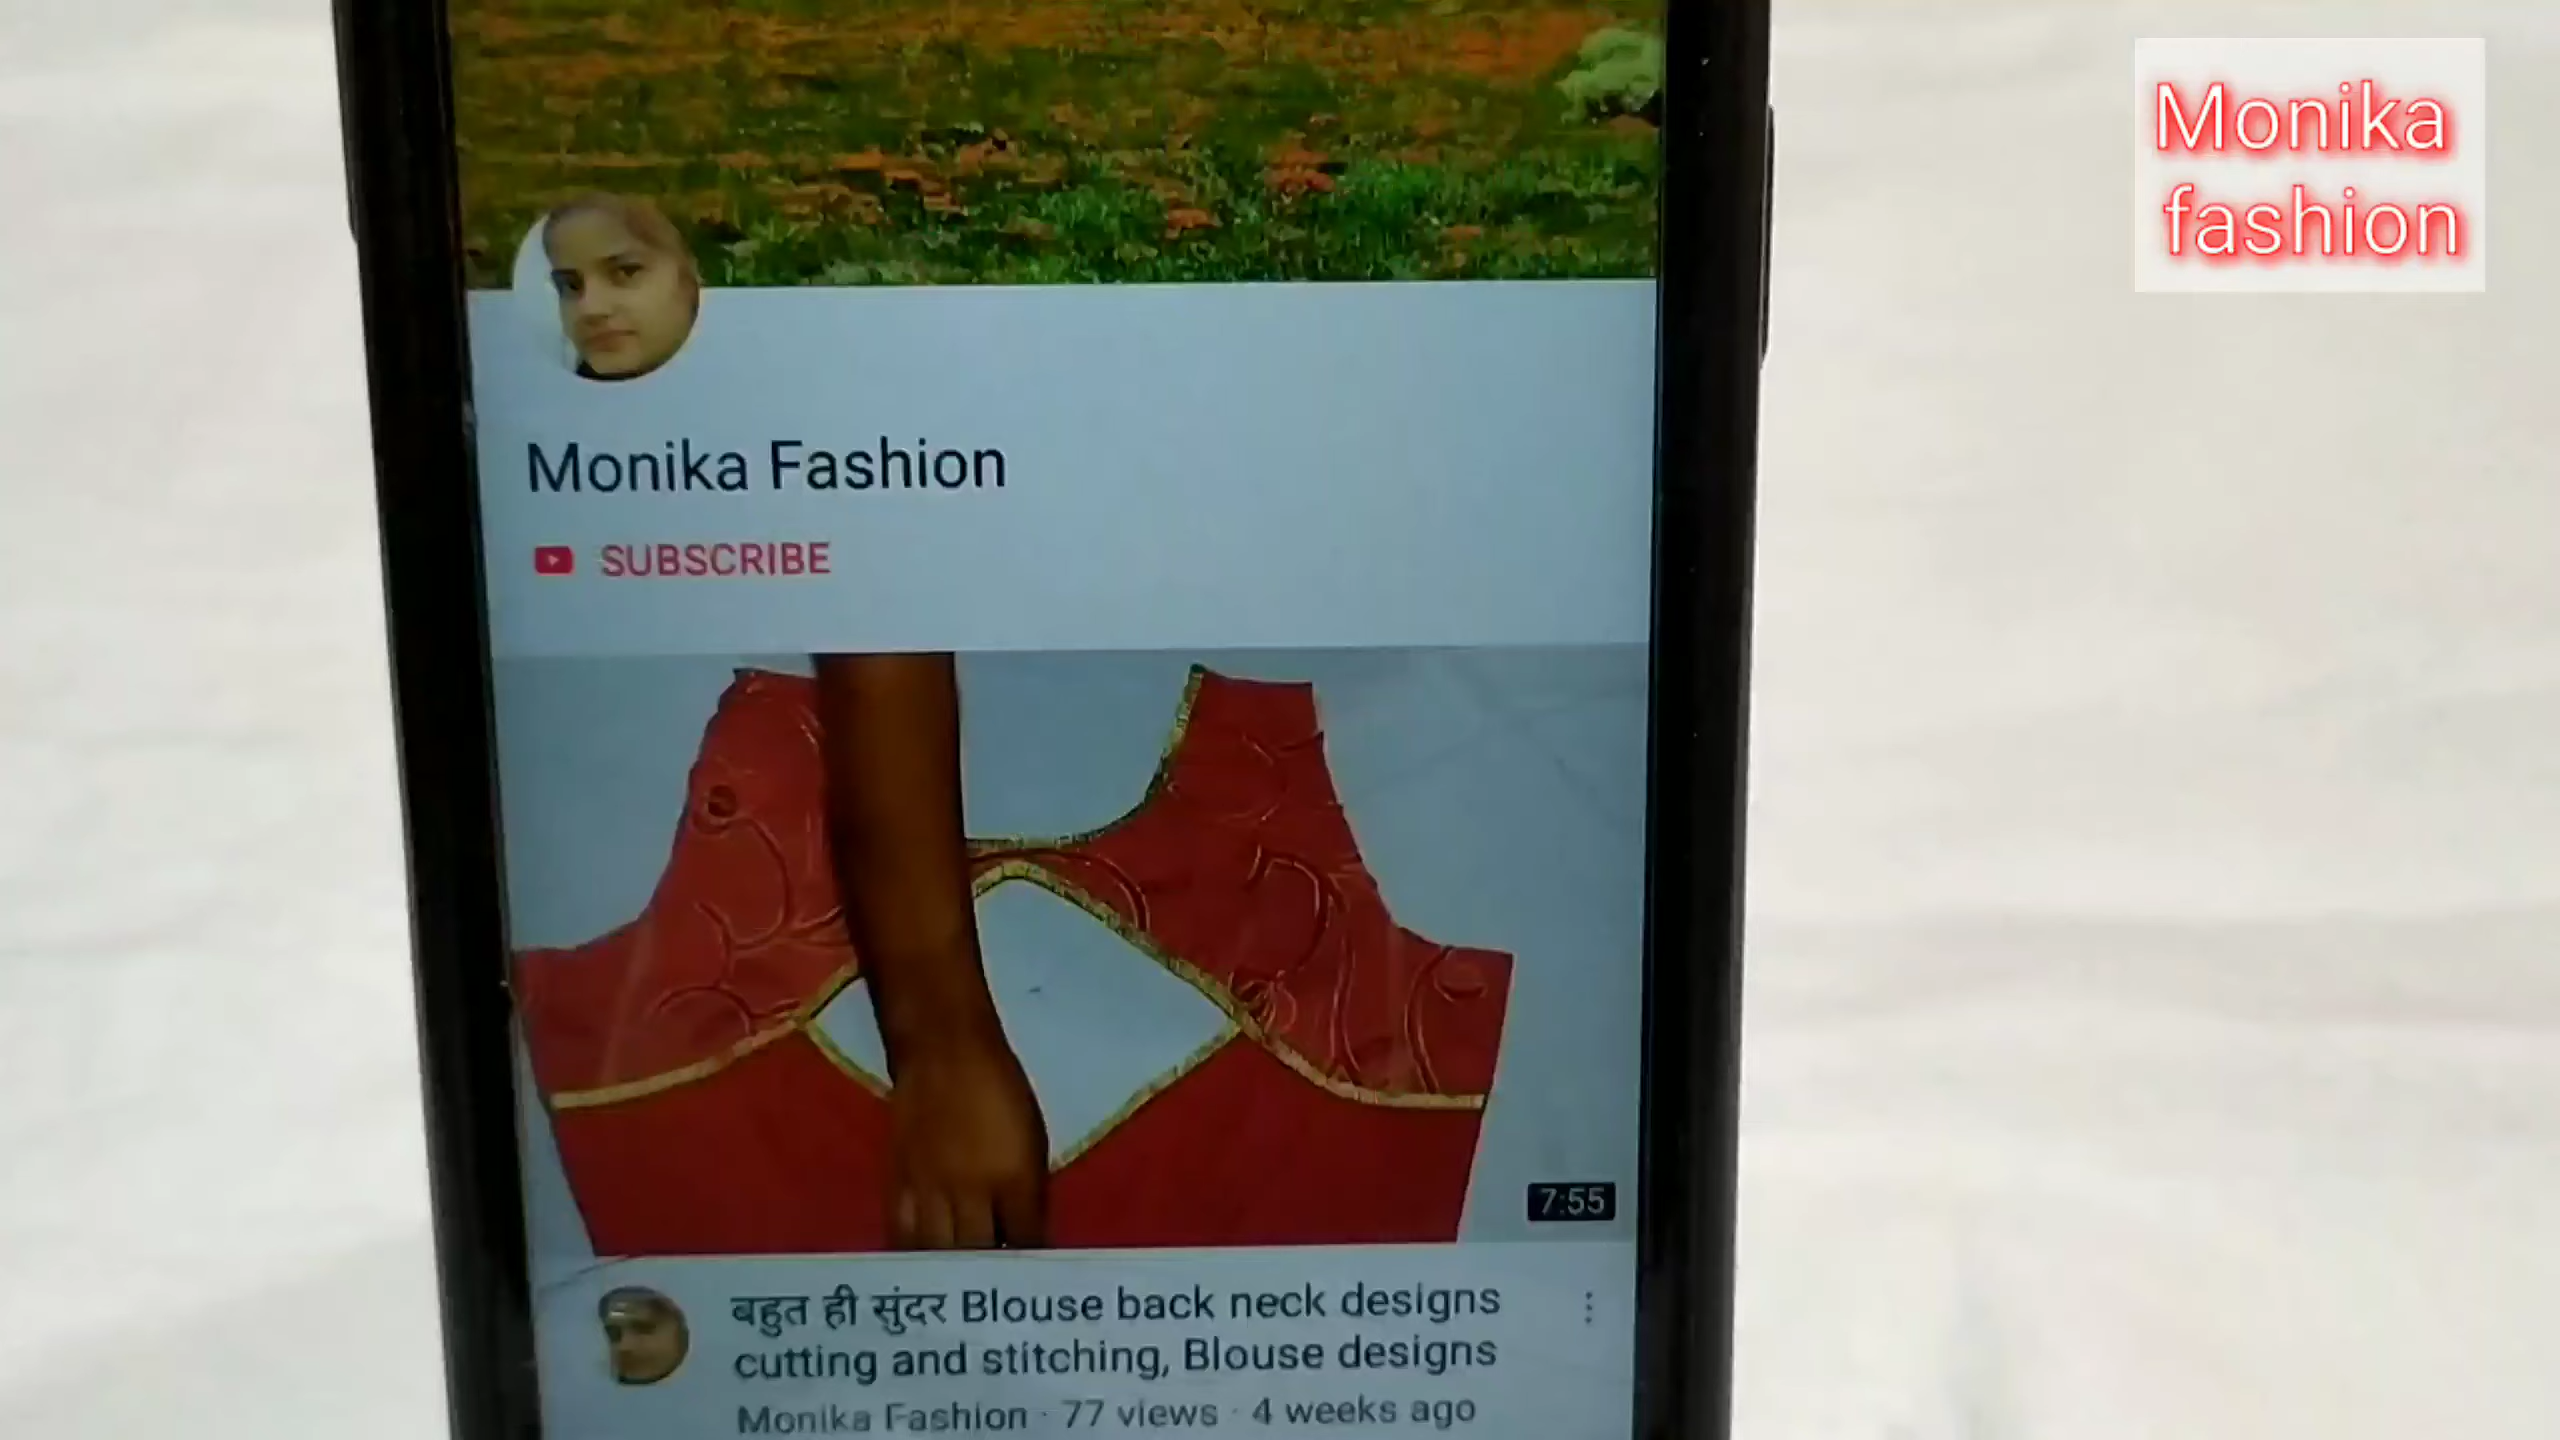 Monika
fashion
Monika Fashion
SUBSCRIBE
7:55
बहुत ही सुंदर Blouse back neck designs
cutting and stitching, Blouse designs
Monika Fashion · 77 views · 4 weeks ago